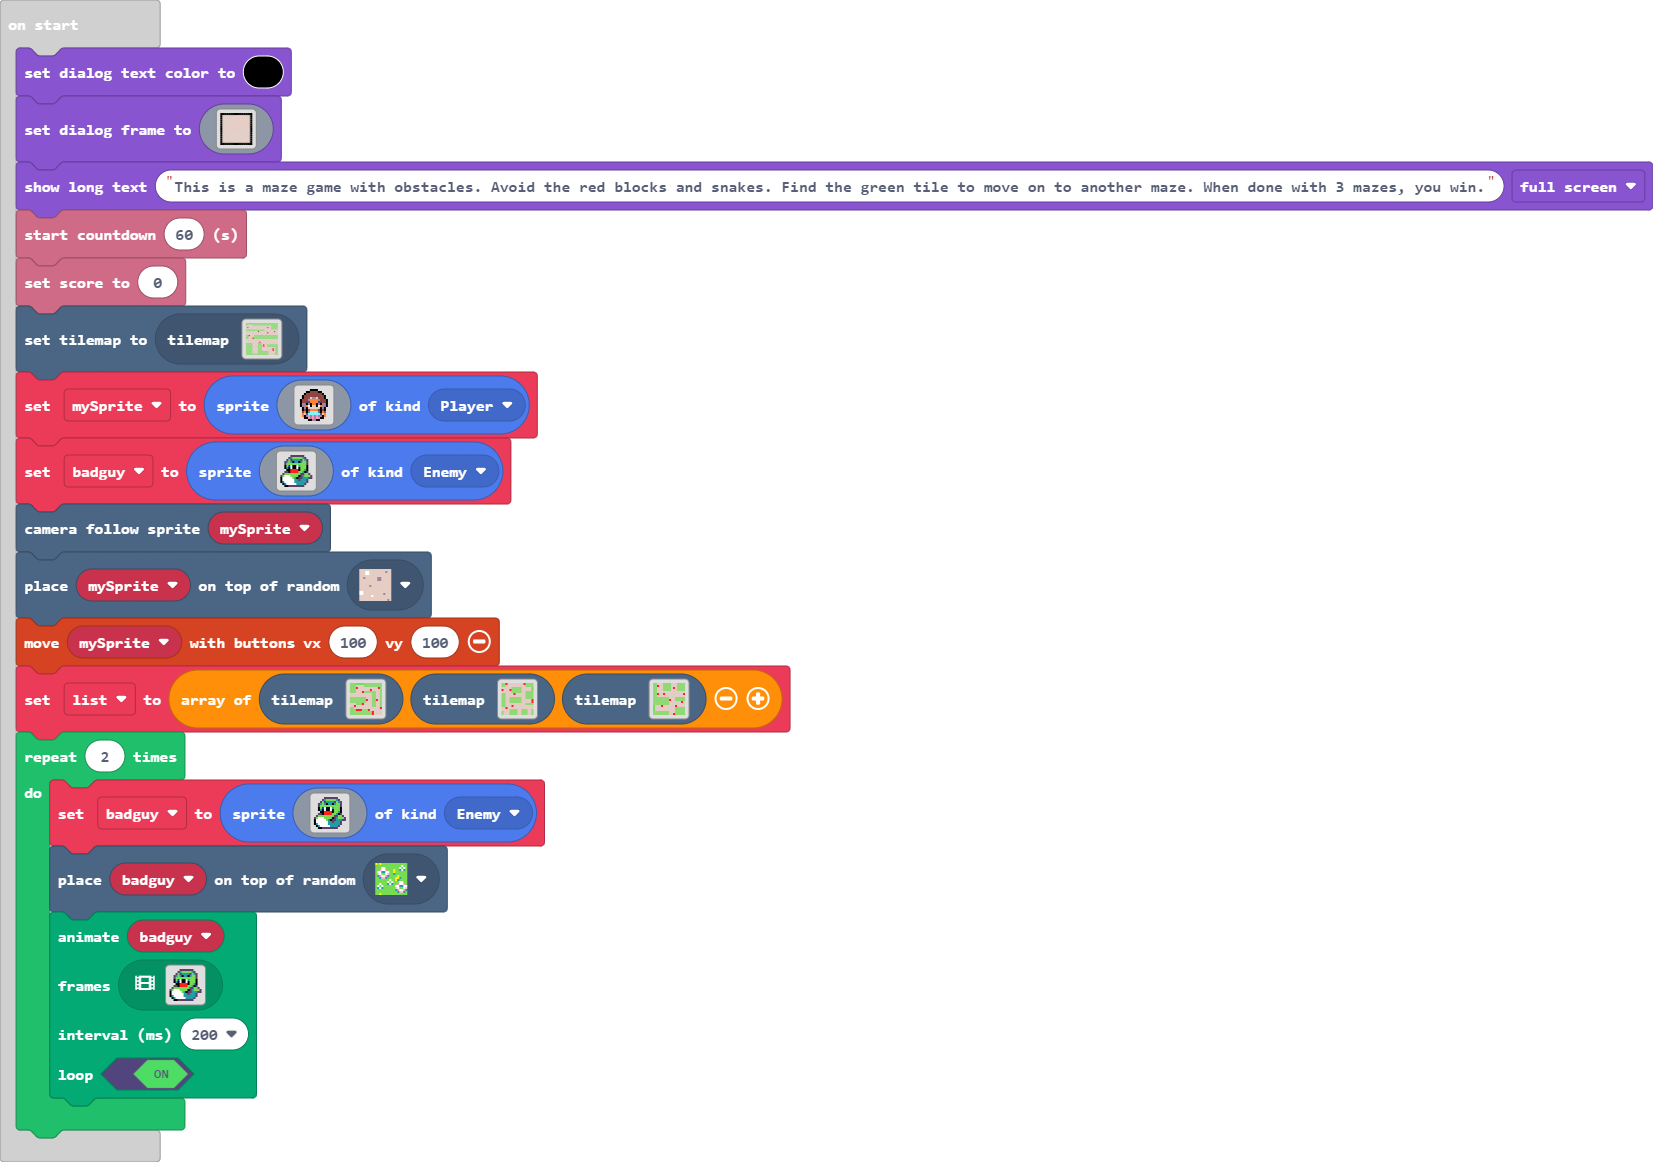 on start
set dialog text color to
set dialog frame to
show long text "This is a maze game with obstacles. Avoid the red blocks and snakes. Find the green tile to move on to another maze. When done with 3 mazes, you win." full screen
start countdown 60 (s)
set score to 0
set tilemap to tilemap
set mySprite to sprite of kind Player
set badguy to sprite of kind Enemy
camera follow sprite mySprite
place mySprite on top of random
move mySprite with buttons vx 100 vy 100
set list to array of tilemap tilemap tilemap
repeat 2 times
do
set badguy to sprite of kind Enemy
place badguy on top of random
animate badguy
frames
interval (ms) 200
loop ON